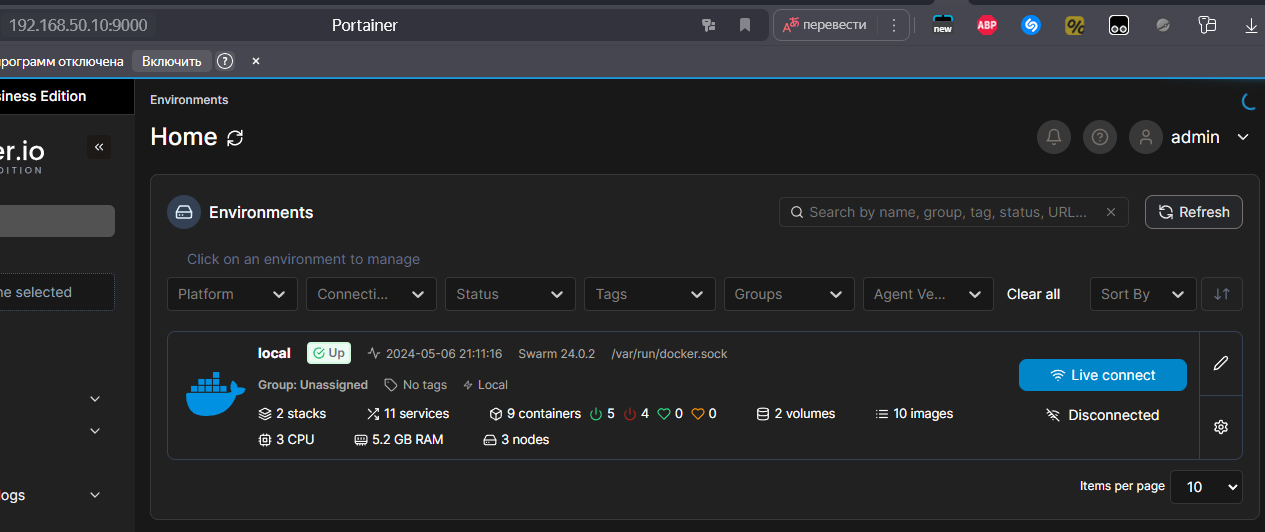 192.168.50.10:9000 Portainer перевести new ABP
рограмм отключена Включить ?
iness Edition
Environments
Home
admin
er.io
DITION
Environments Search by name, group, tag, status, URL... Refresh
Click on an environment to manage
ne selected
Platform Connecti... Status Tags Groups Agent Ve... Clear all Sort By
local Up 2024-05-06 21:11:16 Swarm 24.0.2 /var/run/docker.sock
Group: Unassigned No tags Local
Live connect
2 stacks 11 services 9 containers 5 4 0 0 2 volumes 10 images
Disconnected
3 CPU 5.2 GB RAM 3 nodes
Items per page 10
ogs